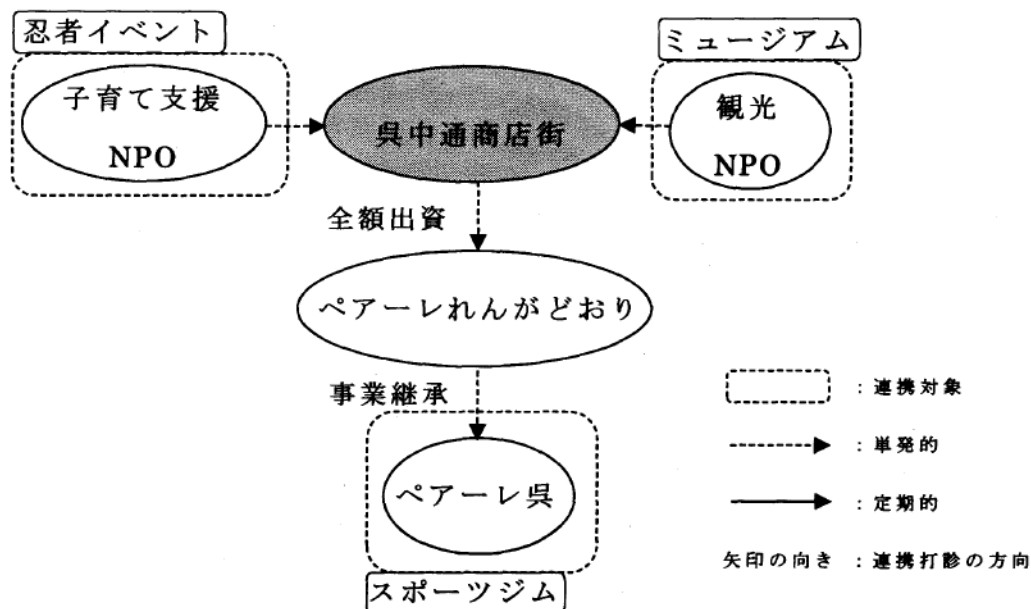 忍者イベント
ミュージアム
子育て支援
NPO
呉中通商店街
観光
NPO
全額出資
ペアーレれんがどおり
事業継承
ペアーレ呉
スポーツジム
：連携対象
：単発的
：定期的
矢印の向き ：連携打診の方向